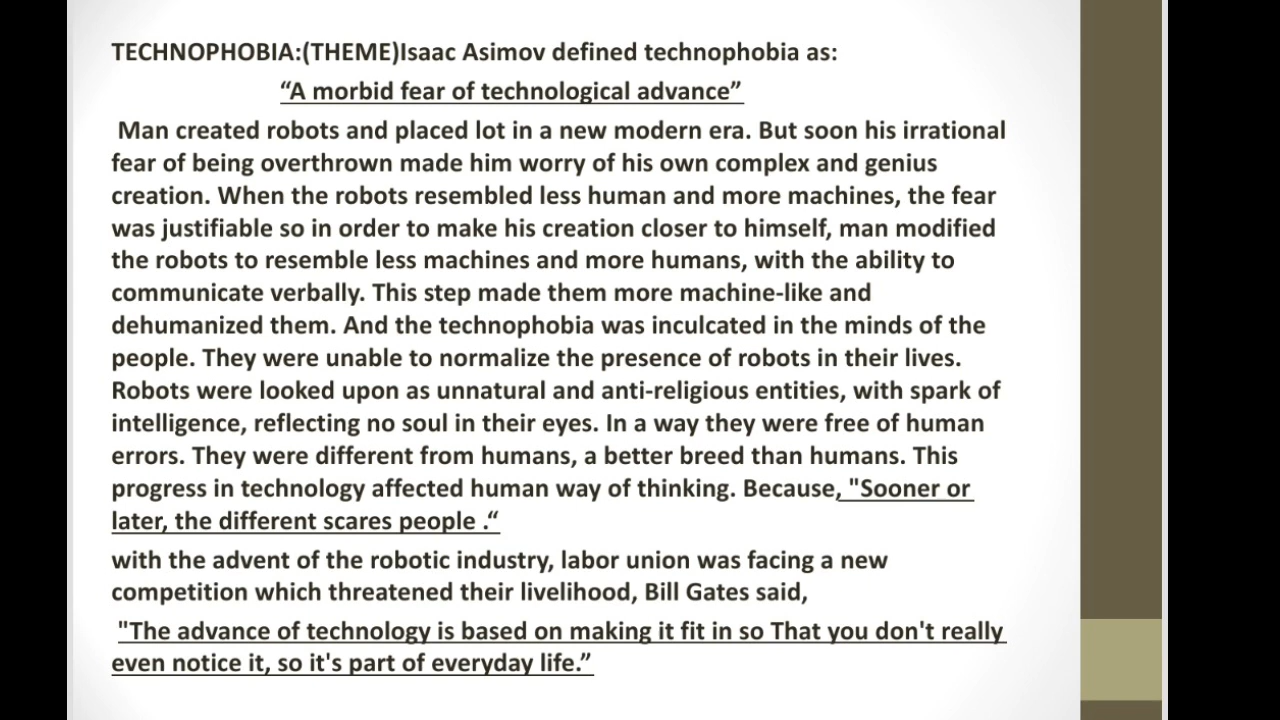 TECHNOPHOBIA:(THEME)Isaac Asimov defined technophobia as:
“A morbid fear of technological advance”
Man created robots and placed lot in a new modern era. But soon his irrational
fear of being overthrown made him worry of his own complex and genius
creation. When the robots resembled less human and more machines, the fear
was justifiable so in order to make his creation closer to himself, man modified
the robots to resemble less machines and more humans, with the ability to
communicate verbally. This step made them more machine-like and
dehumanized them. And the technophobia was inculcated in the minds of the
people. They were unable to normalize the presence of robots in their lives.
Robots were looked upon as unnatural and anti-religious entities, with spark of
intelligence, reflecting no soul in their eyes. In a way they were free of human
errors. They were different from humans, a better breed than humans. This
progress in technology affected human way of thinking. Because, "Sooner or
later, the different scares people .“
with the advent of the robotic industry, labor union was facing a new
competition which threatened their livelihood, Bill Gates said,
"The advance of technology is based on making it fit in so That you don't really
even notice it, so it's part of everyday life.”